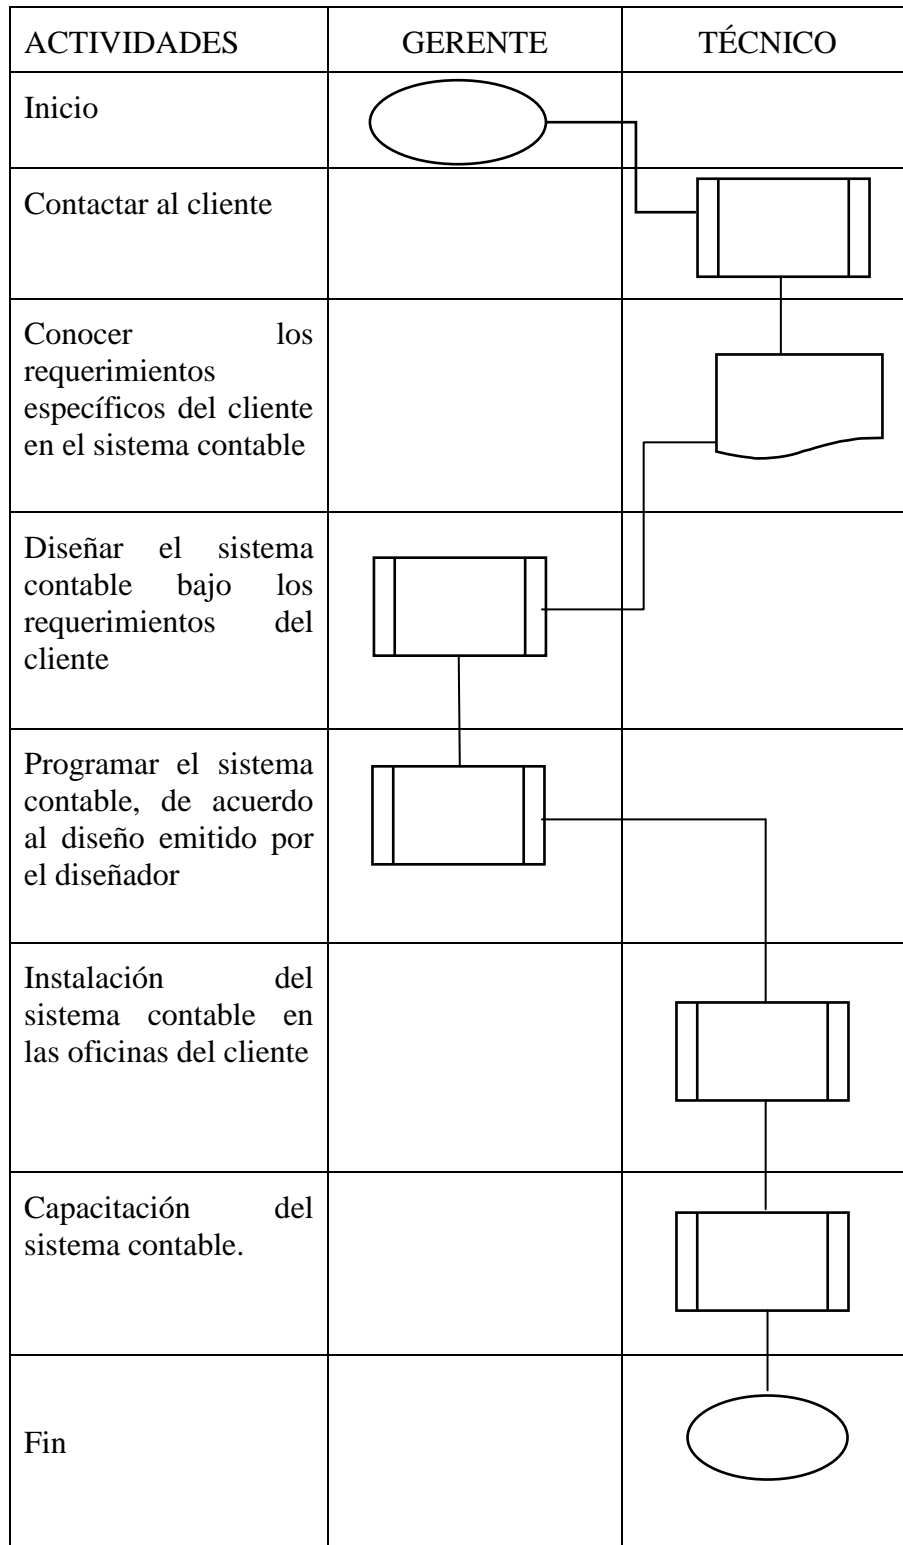 ACTIVIDADES GERENTE TÉCNICO
Inicio
Contactar al cliente
Conocer los
requerimientos
específicos del cliente
en el sistema contable
Diseñar el sistema
contable bajo los
requerimientos del
cliente
Programar el sistema
contable, de acuerdo
al diseño emitido por
el diseñador
Instalación del
sistema contable en
las oficinas del cliente
Capacitación del
sistema contable.
Fin